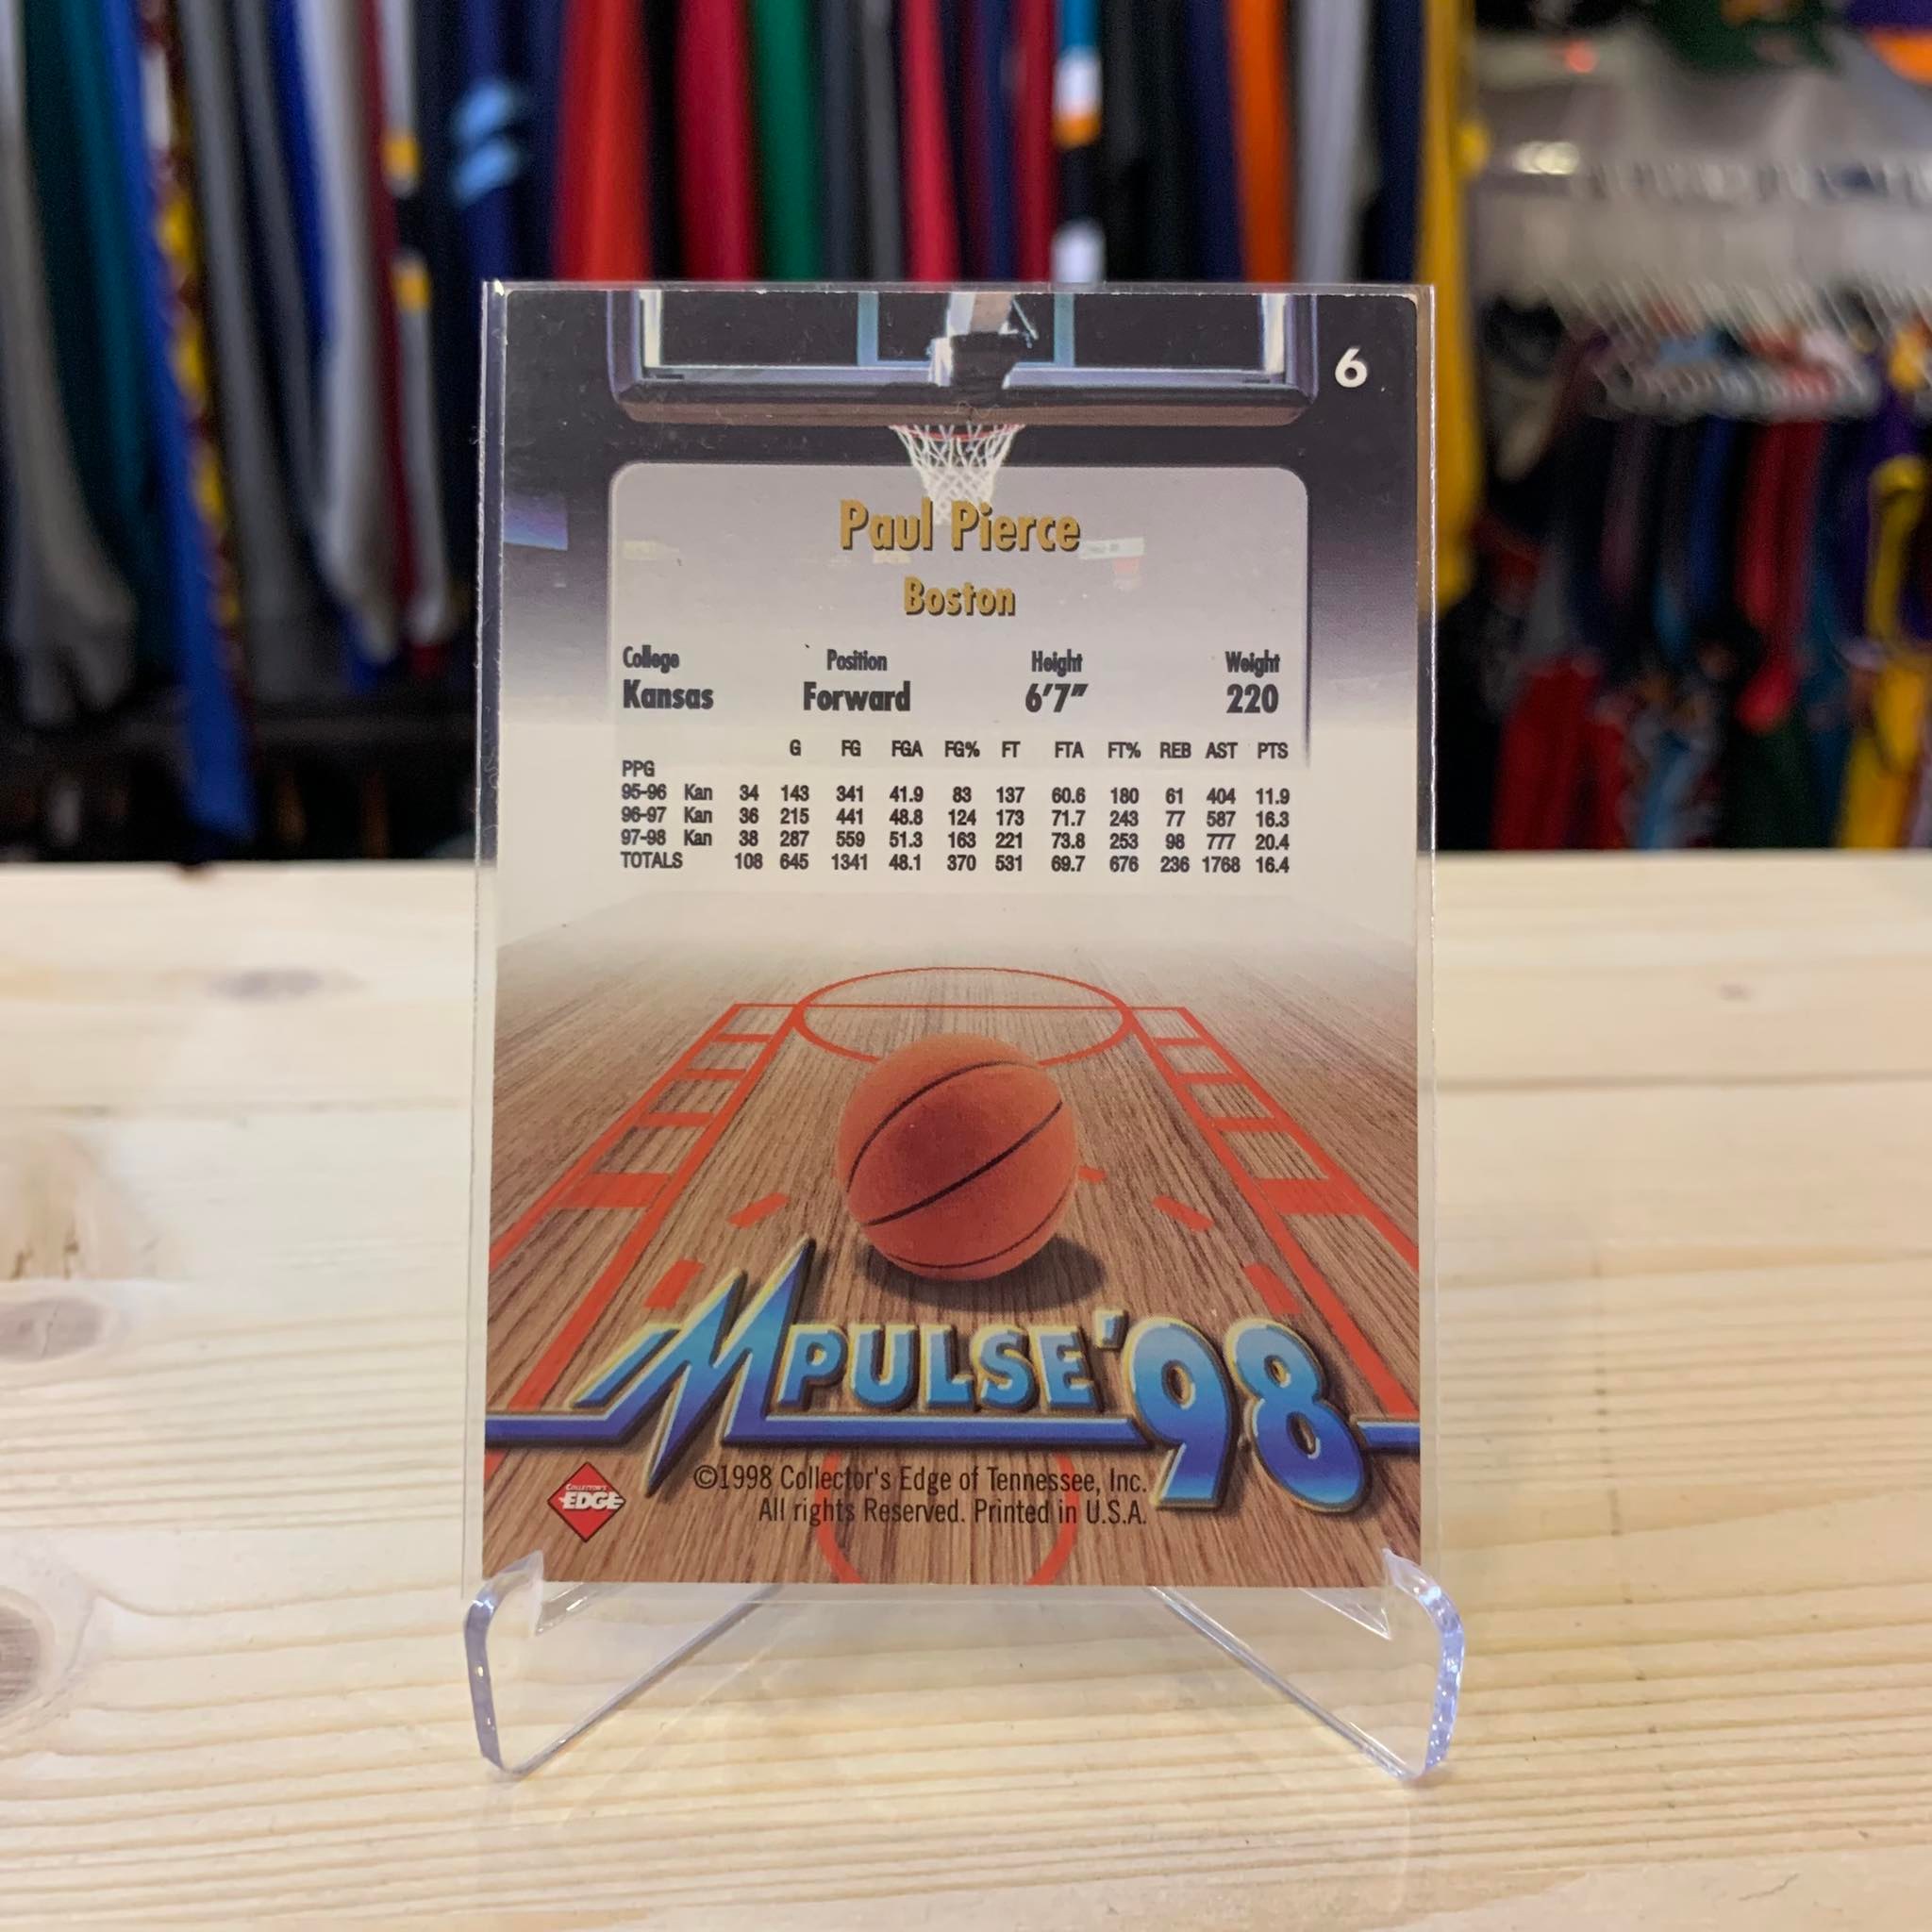 6
Paul Pierce
Boston
College Position Height Weight
Kansas Forward 6'7" 220
G FG FGA FG% FT FTA FT% REB AST PTS
PPG
95-96 Kan 34 143 341 41.9 83 137 60.6 180 61 404 11.9
96-97 Kan 36 215 441 48.8 124 173 71.7 243 77 587 16.3
97-98 Kan 38 287 559 51.3 163 221 73.8 253 98 777 20.4
TOTALS 108 645 1341 48.1 370 531 69.7 676 236 1768 16.4
MPULSE '98
COLLECTOR'S
EDGE
©1998 Collector's Edge of Tennessee, Inc.
All rights Reserved. Printed in U.S.A.